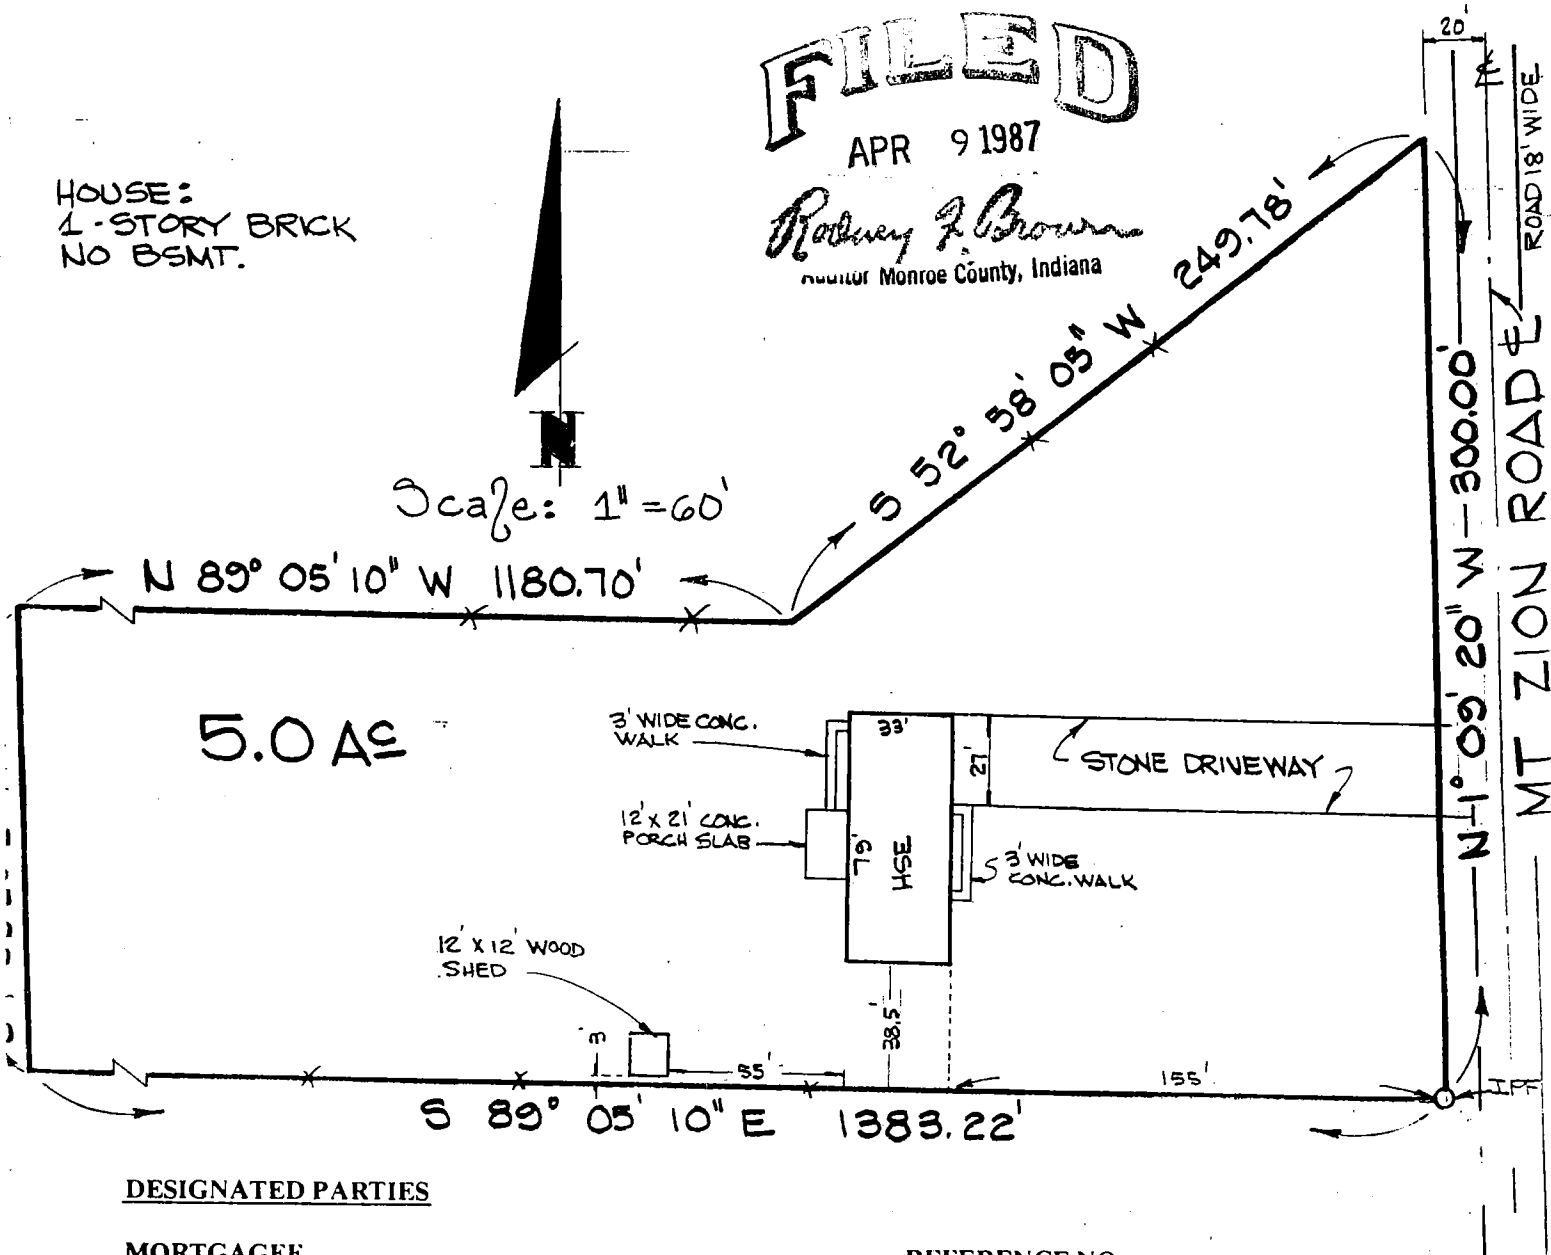 20'
FILED
APR 9 1987
Rodney F. Brown
Auditor Monroe County, Indiana
HOUSE:
1-STORY BRICK
NO BSMT.
N
Scale: 1" = 60'
N 89° 05' 10" W 1180.70'
S 52° 58' 05" W 249.78'
N-1° 09' 20" W-300.00'
ROAD 18' WIDE
MT ZION ROAD
5.0 Ac
3' WIDE CONC.
WALK
33'
27'
STONE DRIVEWAY
12' x 21' CONC.
PORCH SLAB
79'
HSE
3' WIDE
CONC. WALK
12' X 12' WOOD
SHED
3'
55'
38.5'
155'
IPF
S 89° 05' 10" E 1383.22'
DESIGNATED PARTIES
MORTGAGEE
REFERENCE NO.